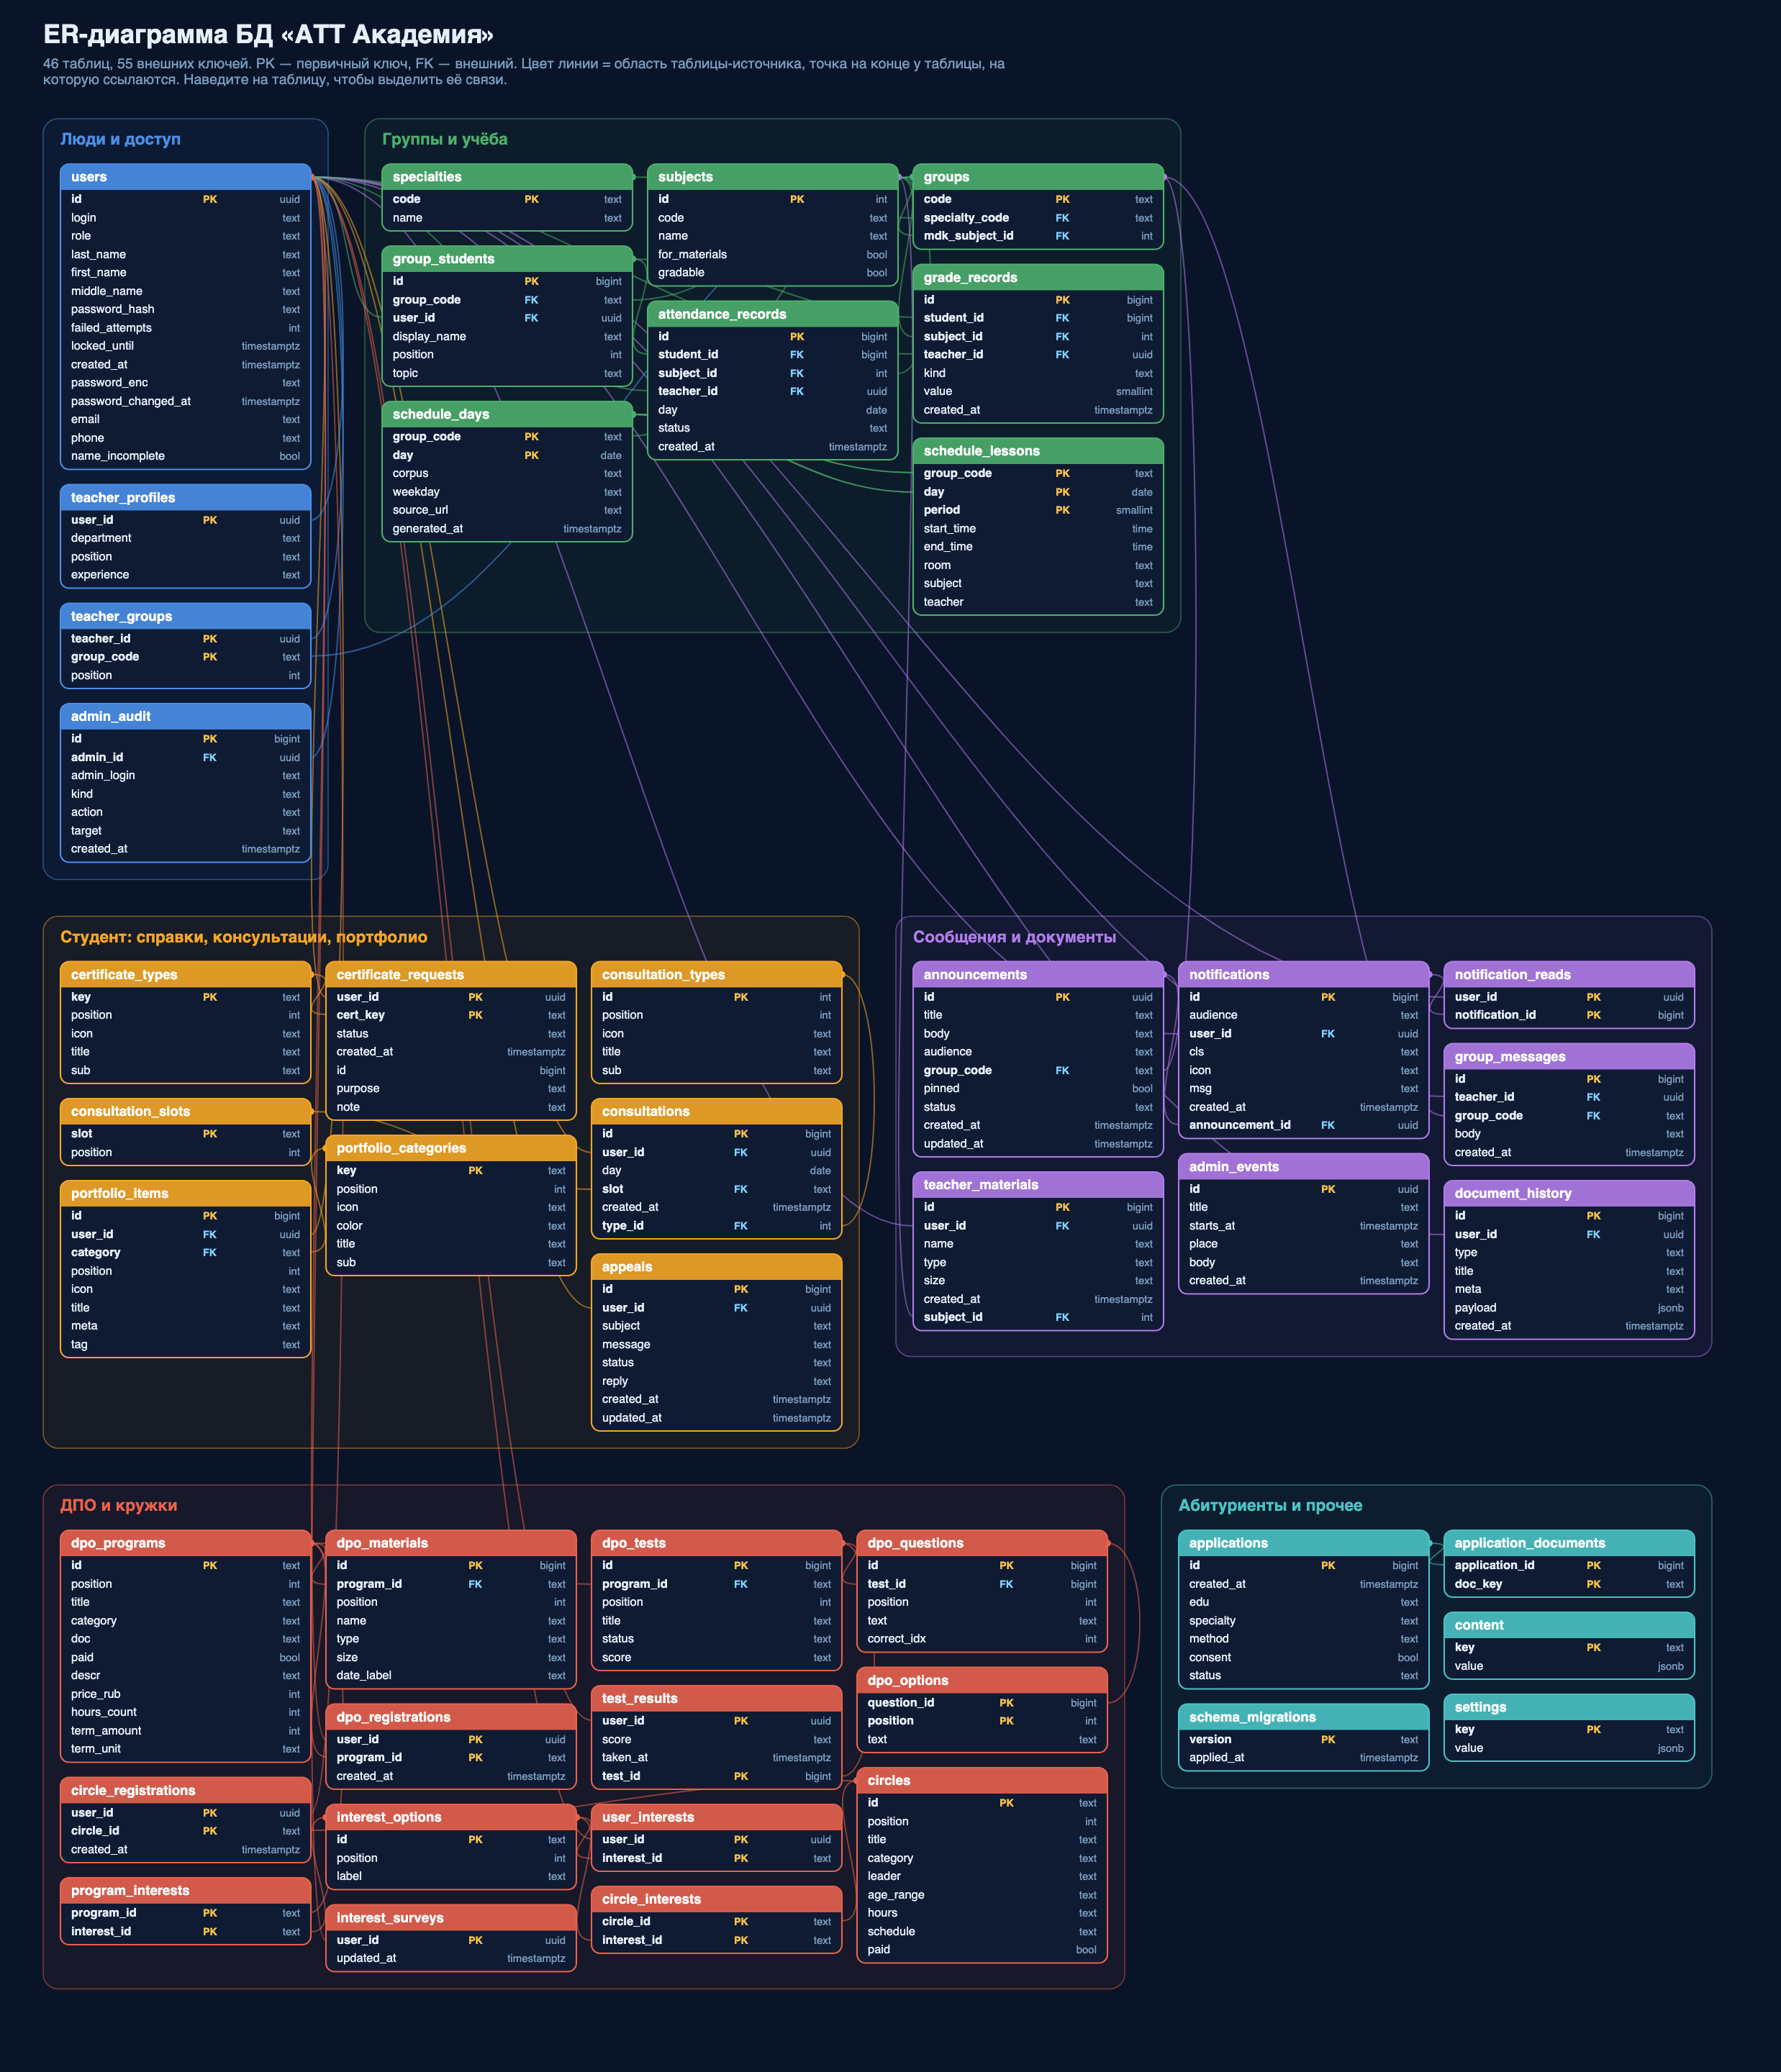 ER-диаграмма БД «АТТ Академия»
46 таблиц, 55 внешних ключей. PK — первичный ключ, FK — внешний. Цвет линии = область таблицы-источника, точка на конце у таблицы, на
которую ссылаются. Наведите на таблицу, чтобы выделить её связи.
Люди и доступ
users
id PK uuid
login text
role text
last_name text
first_name text
middle_name text
password_hash text
failed_attempts int
locked_until timestamptz
created_at timestamptz
password_enc text
password_changed_at timestamptz
email text
phone text
name_incomplete bool
teacher_profiles
user_id PK uuid
department text
position text
experience text
teacher_groups
teacher_id PK uuid
group_code PK text
position int
admin_audit
id PK bigint
admin_id FK uuid
admin_login text
kind text
action text
target text
created_at timestamptz
Группы и учёба
specialties
code PK text
name text
group_students
id PK bigint
group_code FK text
user_id FK uuid
display_name text
position int
topic text
schedule_days
group_code PK text
day PK date
corpus text
weekday text
source_url text
generated_at timestamptz
subjects
id PK int
code text
name text
for_materials bool
gradable bool
attendance_records
id PK bigint
student_id FK bigint
subject_id FK int
teacher_id FK uuid
day date
status text
created_at timestamptz
groups
code PK text
specialty_code FK text
mdk_subject_id FK int
grade_records
id PK bigint
student_id FK bigint
subject_id FK int
teacher_id FK uuid
kind text
value smallint
created_at timestamptz
schedule_lessons
group_code PK text
day PK date
period PK smallint
start_time time
end_time time
room text
subject text
teacher text
Студент: справки, консультации, портфолио
certificate_types
key PK text
position int
icon text
title text
sub text
consultation_slots
slot PK text
position int
portfolio_items
id PK bigint
user_id FK uuid
category FK text
position int
icon text
title text
meta text
tag text
certificate_requests
user_id PK uuid
cert_key PK text
status text
created_at timestamptz
id bigint
purpose text
note text
portfolio_categories
key PK text
position int
icon text
color text
title text
sub text
consultation_types
id PK int
position int
icon text
title text
sub text
consultations
id PK bigint
user_id FK uuid
day date
slot FK text
created_at timestamptz
type_id FK int
appeals
id PK bigint
user_id FK uuid
subject text
message text
status text
reply text
created_at timestamptz
updated_at timestamptz
Сообщения и документы
announcements
id PK uuid
title text
body text
audience text
group_code FK text
pinned bool
status text
created_at timestamptz
updated_at timestamptz
teacher_materials
id PK bigint
user_id FK uuid
name text
type text
size text
created_at timestamptz
subject_id FK int
notifications
id PK bigint
audience text
user_id FK uuid
cls text
icon text
msg text
created_at timestamptz
announcement_id FK uuid
admin_events
id PK uuid
title text
starts_at timestamptz
place text
body text
created_at timestamptz
notification_reads
user_id PK uuid
notification_id PK bigint
group_messages
id PK bigint
teacher_id FK uuid
group_code FK text
body text
created_at timestamptz
document_history
id PK bigint
user_id FK uuid
type text
title text
meta text
payload jsonb
created_at timestamptz
ДПО и кружки
dpo_programs
id PK text
position int
title text
category text
doc text
paid bool
descr text
price_rub int
hours_count int
term_amount int
term_unit text
circle_registrations
user_id PK uuid
circle_id PK text
created_at timestamptz
program_interests
program_id PK text
interest_id PK text
dpo_materials
id PK bigint
program_id FK text
position int
name text
type text
size text
date_label text
dpo_registrations
user_id PK uuid
program_id PK text
created_at timestamptz
interest_options
id PK text
position int
label text
interest_surveys
user_id PK uuid
updated_at timestamptz
dpo_tests
id PK bigint
program_id FK text
position int
title text
status text
score text
test_results
user_id PK uuid
score text
taken_at timestamptz
test_id PK bigint
user_interests
user_id PK uuid
interest_id PK text
circle_interests
circle_id PK text
interest_id PK text
dpo_questions
id PK bigint
test_id FK bigint
position int
text text
correct_idx int
dpo_options
question_id PK bigint
position PK int
text text
circles
id PK text
position int
title text
category text
leader text
age_range text
hours text
schedule text
paid bool
Абитуриенты и прочее
applications
id PK bigint
created_at timestamptz
edu text
specialty text
method text
consent bool
status text
schema_migrations
version PK text
applied_at timestamptz
application_documents
application_id PK bigint
doc_key PK text
content
key PK text
value jsonb
settings
key PK text
value jsonb